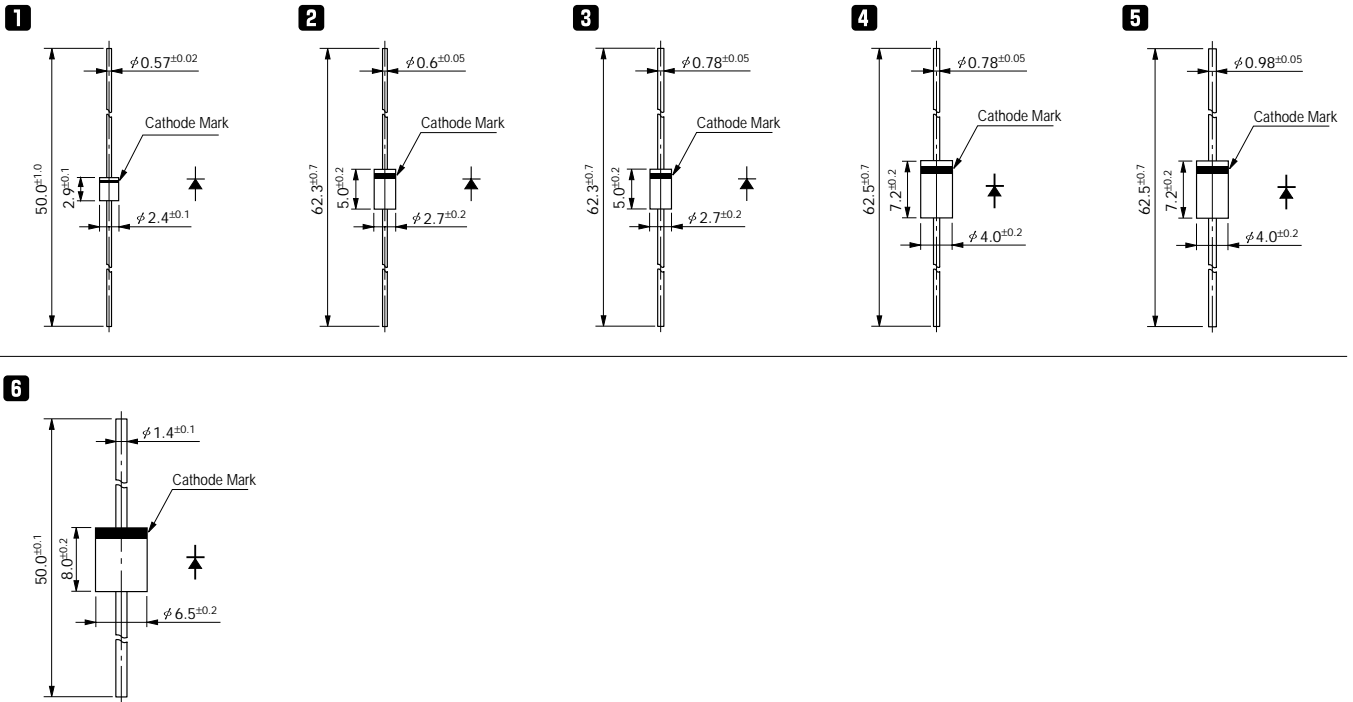 1
φ0.57±0.02
Cathode Mark
50.0±1.0
2.9±0.1
φ2.4±0.1
2
φ0.6±0.05
Cathode Mark
62.3±0.7
5.0±0.2
φ2.7±0.2
3
φ0.78±0.05
Cathode Mark
62.3±0.7
5.0±0.2
φ2.7±0.2
4
φ0.78±0.05
Cathode Mark
62.5±0.7
7.2±0.2
φ4.0±0.2
5
φ0.98±0.05
Cathode Mark
62.5±0.7
7.2±0.2
φ4.0±0.2
6
φ1.4±0.1
Cathode Mark
50.0±0.1
8.0±0.2
φ6.5±0.2